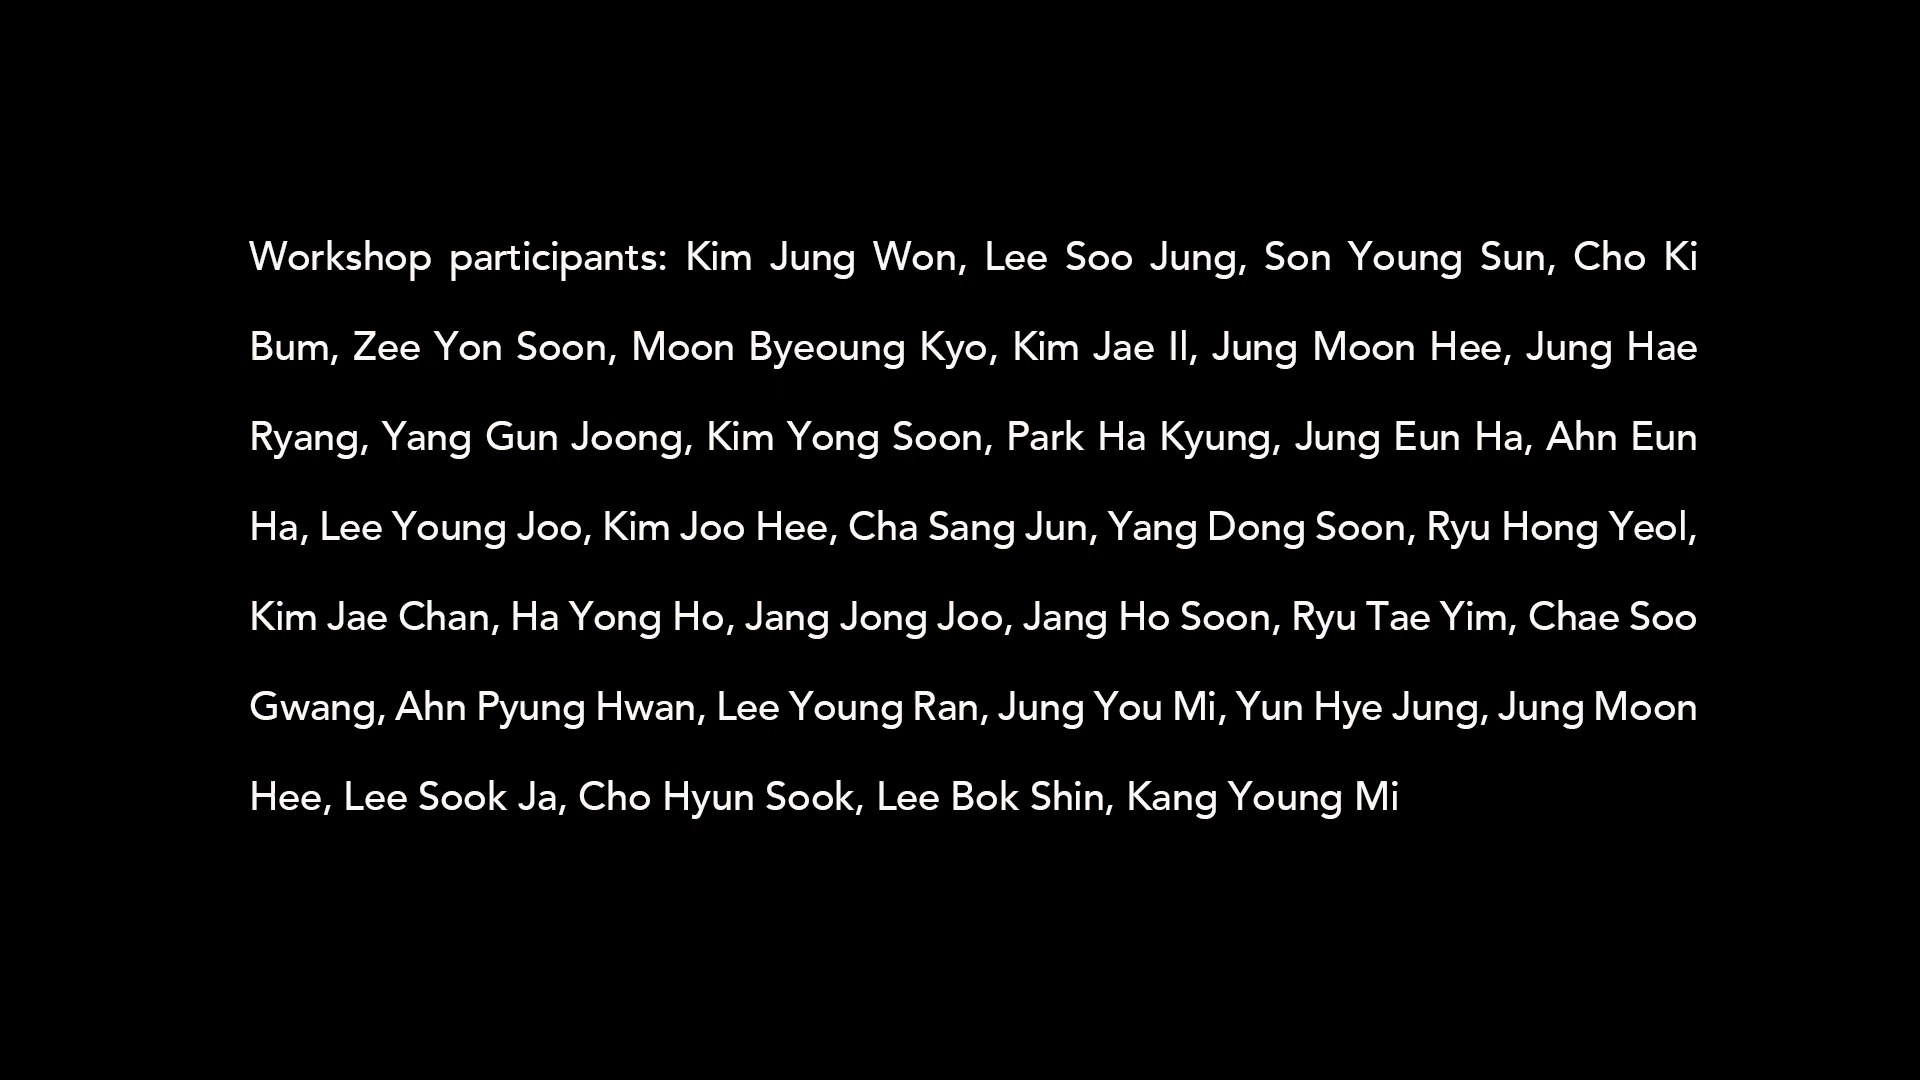 Workshop participants: Kim Jung Won, Lee Soo Jung, Son Young Sun, Cho Ki
Bum, Zee Yon Soon, Moon Byeoung Kyo, Kim Jae Il, Jung Moon Hee, Jung Hae
Ryang, Yang Gun Joong, Kim Yong Soon, Park Ha Kyung, Jung Eun Ha, Ahn Eun
Ha, Lee Young Joo, Kim Joo Hee, Cha Sang Jun, Yang Dong Soon, Ryu Hong Yeol,
Kim Jae Chan, Ha Yong Ho, Jang Jong Joo, Jang Ho Soon, Ryu Tae Yim, Chae Soo
Gwang, Ahn Pyung Hwan, Lee Young Ran, Jung You Mi, Yun Hye Jung, Jung Moon
Hee, Lee Sook Ja, Cho Hyun Sook, Lee Bok Shin, Kang Young Mi